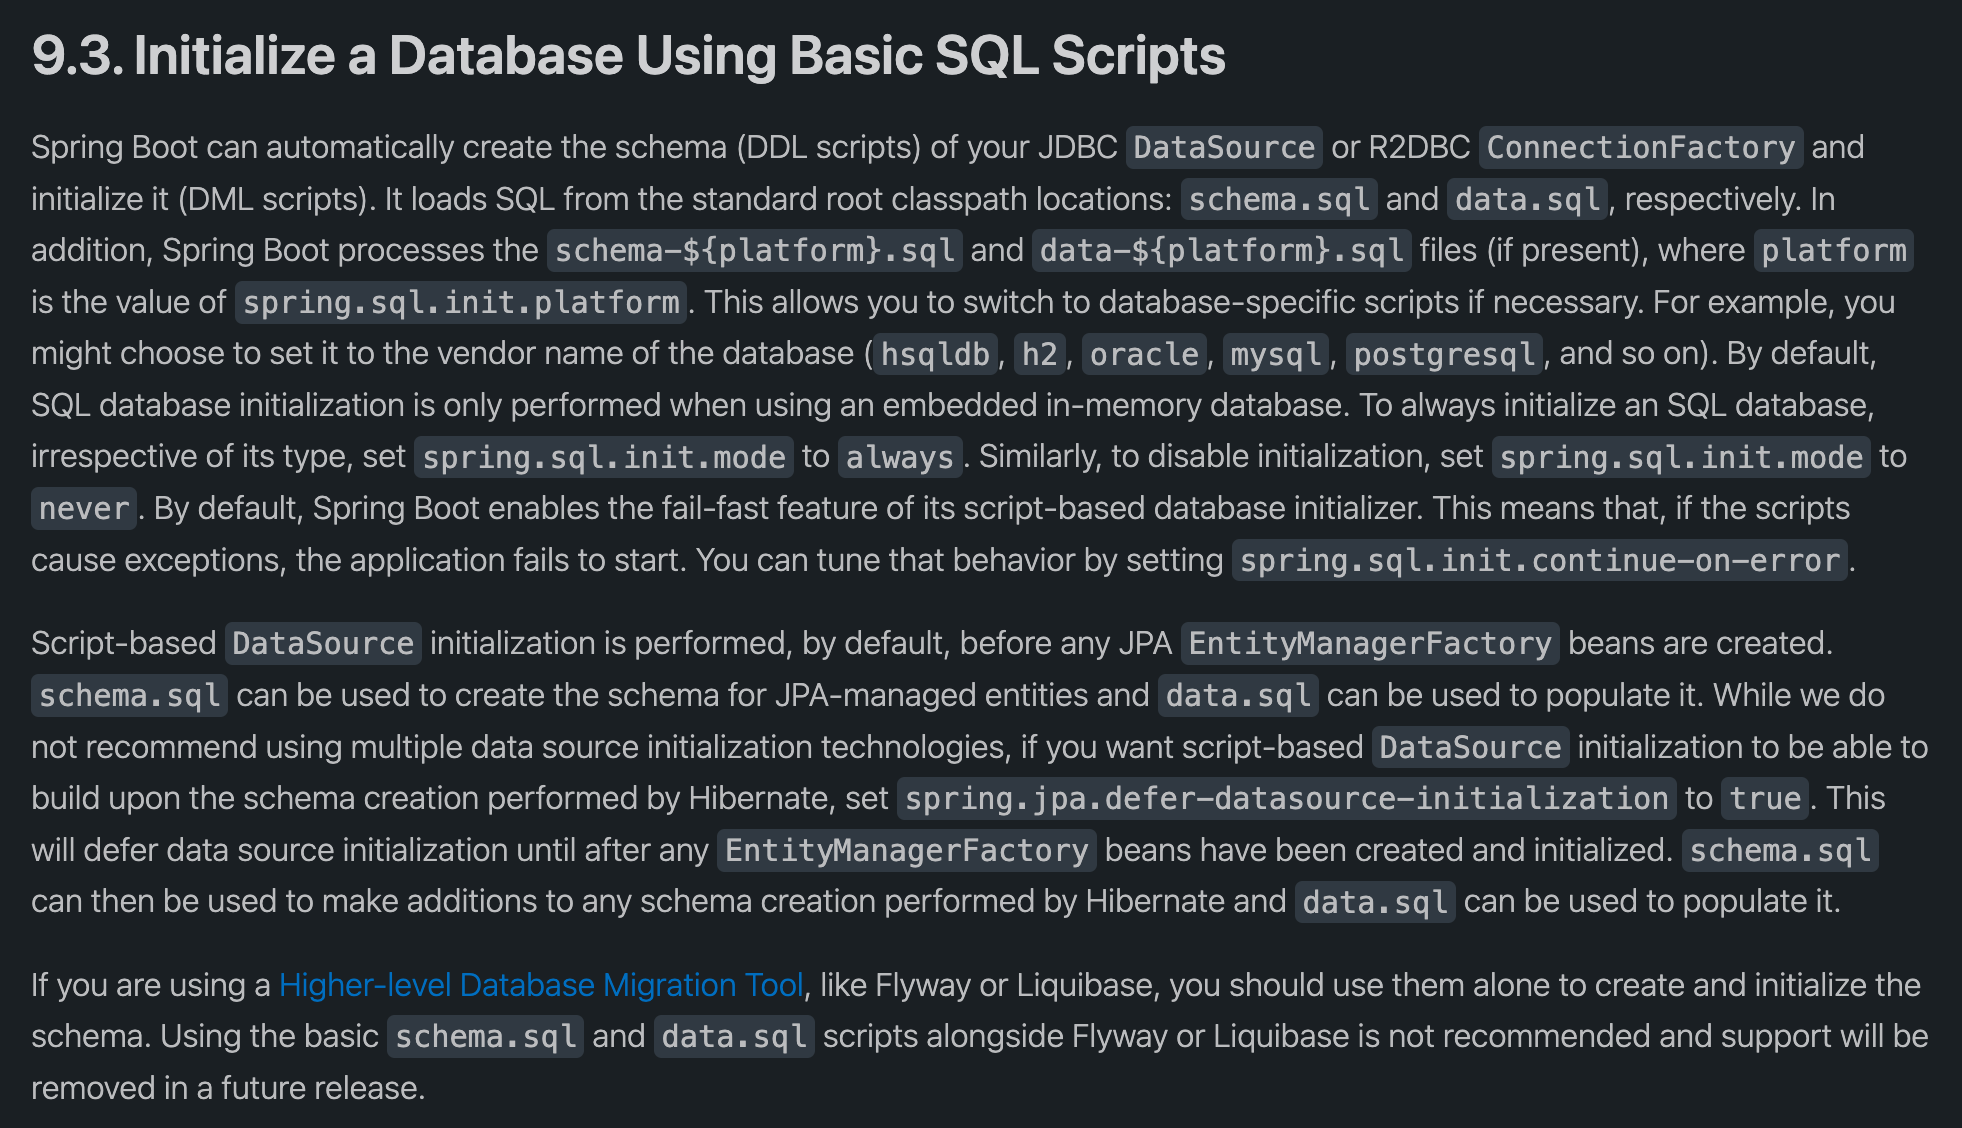 9.3. Initialize a Database Using Basic SQL Scripts
Spring Boot can automatically create the schema (DDL scripts) of your JDBC DataSource or R2DBC ConnectionFactory and
initialize it (DML scripts). It loads SQL from the standard root classpath locations: schema.sql and data.sql, respectively. In
addition, Spring Boot processes the schema-${platform}.sql and data-${platform}.sql files (if present), where platform
is the value of spring.sql.init.platform. This allows you to switch to database-specific scripts if necessary. For example, you
might choose to set it to the vendor name of the database (hsqldb, h2, oracle, mysql, postgresql, and so on). By default,
SQL database initialization is only performed when using an embedded in-memory database. To always initialize an SQL database,
irrespective of its type, set spring.sql.init.mode to always. Similarly, to disable initialization, set spring.sql.init.mode to
never. By default, Spring Boot enables the fail-fast feature of its script-based database initializer. This means that, if the scripts
cause exceptions, the application fails to start. You can tune that behavior by setting spring.sql.init.continue-on-error.
Script-based DataSource initialization is performed, by default, before any JPA EntityManagerFactory beans are created.
schema.sql can be used to create the schema for JPA-managed entities and data.sql can be used to populate it. While we do
not recommend using multiple data source initialization technologies, if you want script-based DataSource initialization to be able to
build upon the schema creation performed by Hibernate, set spring.jpa.defer-datasource-initialization to true. This
will defer data source initialization until after any EntityManagerFactory beans have been created and initialized. schema.sql
can then be used to make additions to any schema creation performed by Hibernate and data.sql can be used to populate it.
If you are using a Higher-level Database Migration Tool, like Flyway or Liquibase, you should use them alone to create and initialize the
schema. Using the basic schema.sql and data.sql scripts alongside Flyway or Liquibase is not recommended and support will be
removed in a future release.